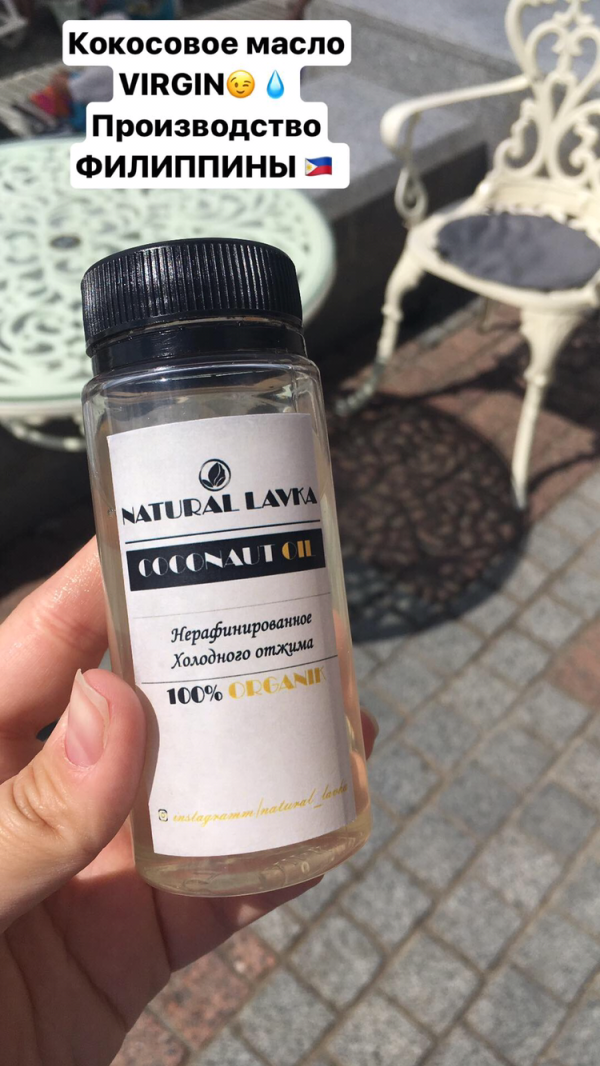 Кокосовое масло
VIRGIN😉💧
Производство
ФИЛИППИНЫ 🇵🇭
NATURAL LAVKA
COCONAUT OIL
Нерафинированное
Холодного отжима
100% ORGANIK
instagramm/natural_lavka